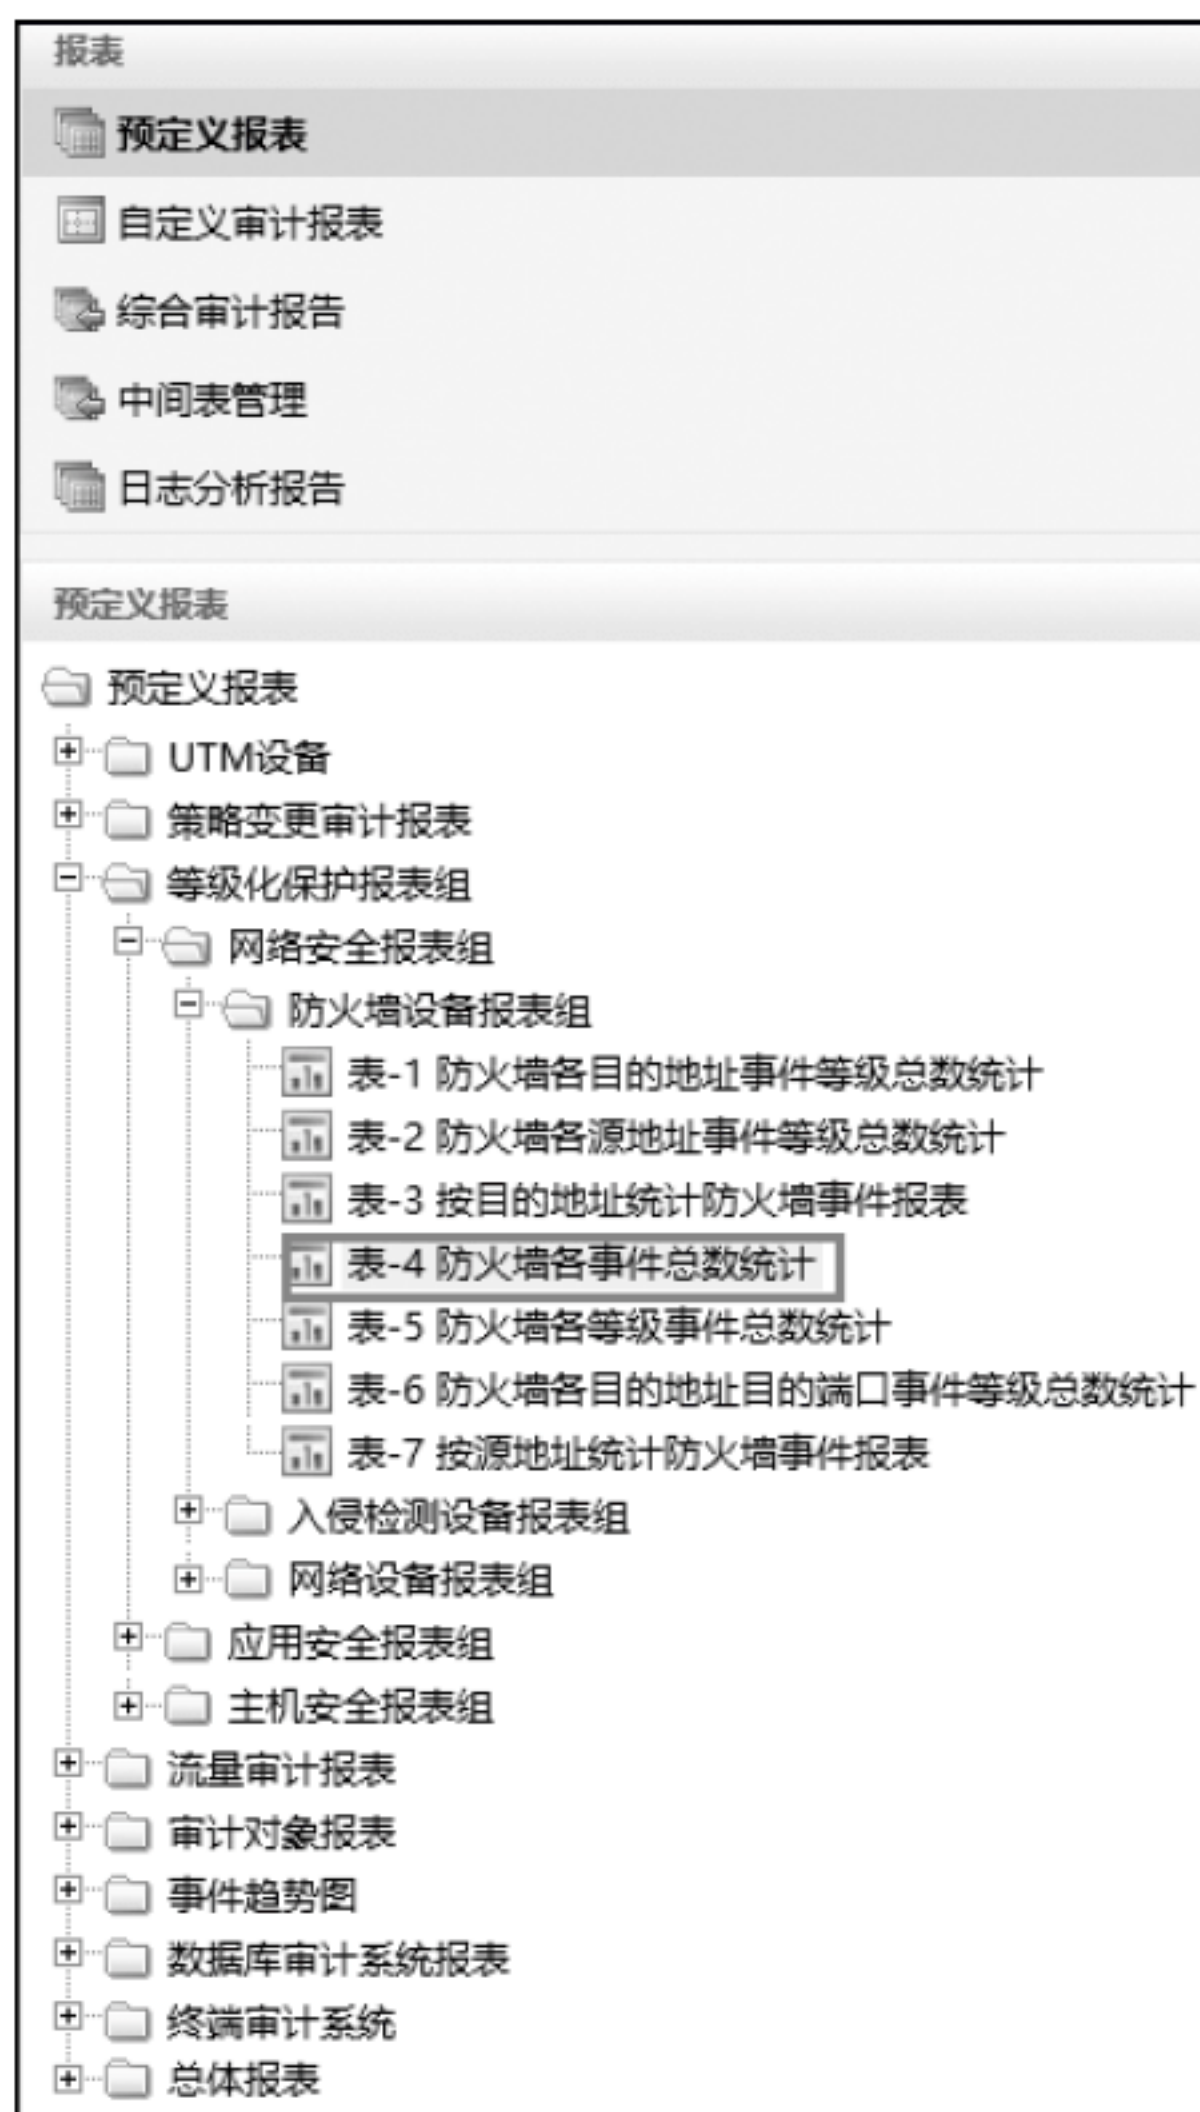 报表
预定义报表
自定义审计报表
综合审计报告
中间表管理
日志分析报告
预定义报表
预定义报表
UTM设备
策略变更审计报表
等级化保护报表组
网络安全报表组
防火墙设备报表组
表-1 防火墙各目的地址事件等级总数统计
表-2 防火墙各源地址事件等级总数统计
表-3 按目的地址统计防火墙事件报表
表-4 防火墙各事件总数统计
表-5 防火墙各等级事件总数统计
表-6 防火墙各目的地址目的端口事件等级总数统计
表-7 按源地址统计防火墙事件报表
入侵检测设备报表组
网络设备报表组
应用安全报表组
主机安全报表组
流量审计报表
审计对象报表
事件趋势图
数据库审计系统报表
终端审计系统
总体报表